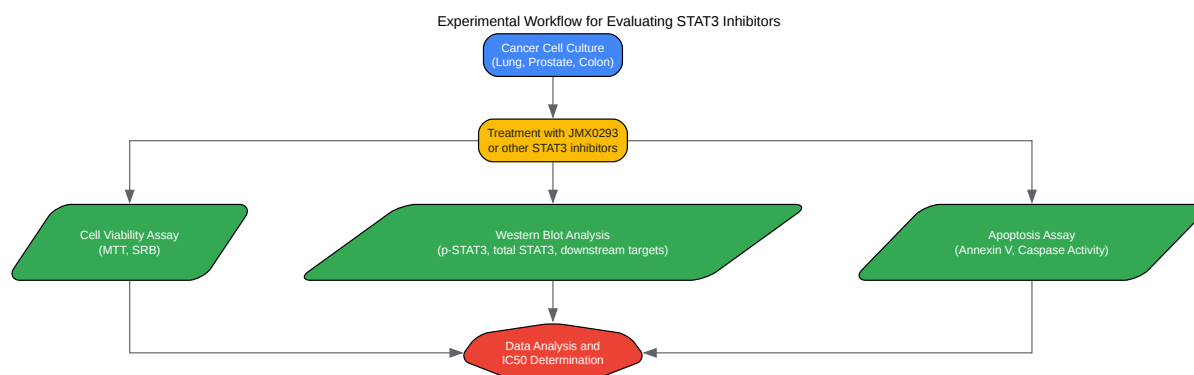 Experimental Workflow for Evaluating STAT3 Inhibitors
Cancer Cell Culture
(Lung, Prostate, Colon)
Treatment with JMX0293
or other STAT3 inhibitors
Cell Viability Assay
(MTT, SRB)
Western Blot Analysis
(p-STAT3, total STAT3, downstream targets)
Apoptosis Assay
(Annexin V, Caspase Activity)
Data Analysis and
IC50 Determination